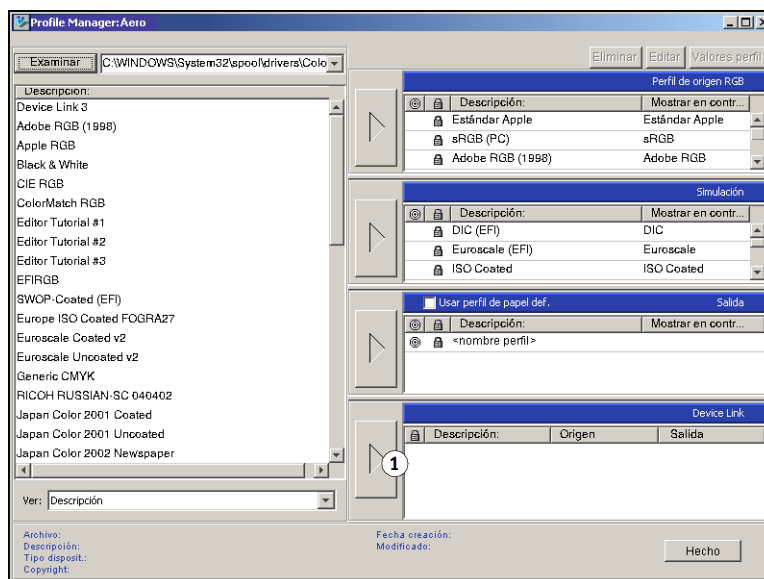 Profile Manager:Aero
Examinar
C:\WINDOWS\System32\spool\drivers\Colo
Eliminar
Editar
Valores perfil
Descripción:
Device Link 3
Adobe RGB (1998)
Apple RGB
Black & White
CIE RGB
ColorMatch RGB
Editor Tutorial #1
Editor Tutorial #2
Editor Tutorial #3
EFIRGB
SWOP-Coated (EFI)
Europe ISO Coated FOGRA27
Euroscale Coated v2
Euroscale Uncoated v2
Generic CMYK
RICOH RUSSIAN-SC 040402
Japan Color 2001 Coated
Japan Color 2001 Uncoated
Japan Color 2002 Newspaper
Ver: Descripción
Perfil de origen RGB
Descripción: Mostrar en contr...
Estándar Apple Estándar Apple
sRGB (PC) sRGB
Adobe RGB (1998) Adobe RGB
Simulación
Descripción: Mostrar en contr...
DIC (EFI) DIC
Euroscale (EFI) Euroscale
ISO Coated ISO Coated
Usar perfil de papel def. Salida
Descripción: Mostrar en contr...
<nombre perfil>
Device Link
Descripción: Origen Salida
1
Archivo:
Descripción:
Tipo disposit.:
Copyright:
Fecha creación:
Modificado:
Hecho